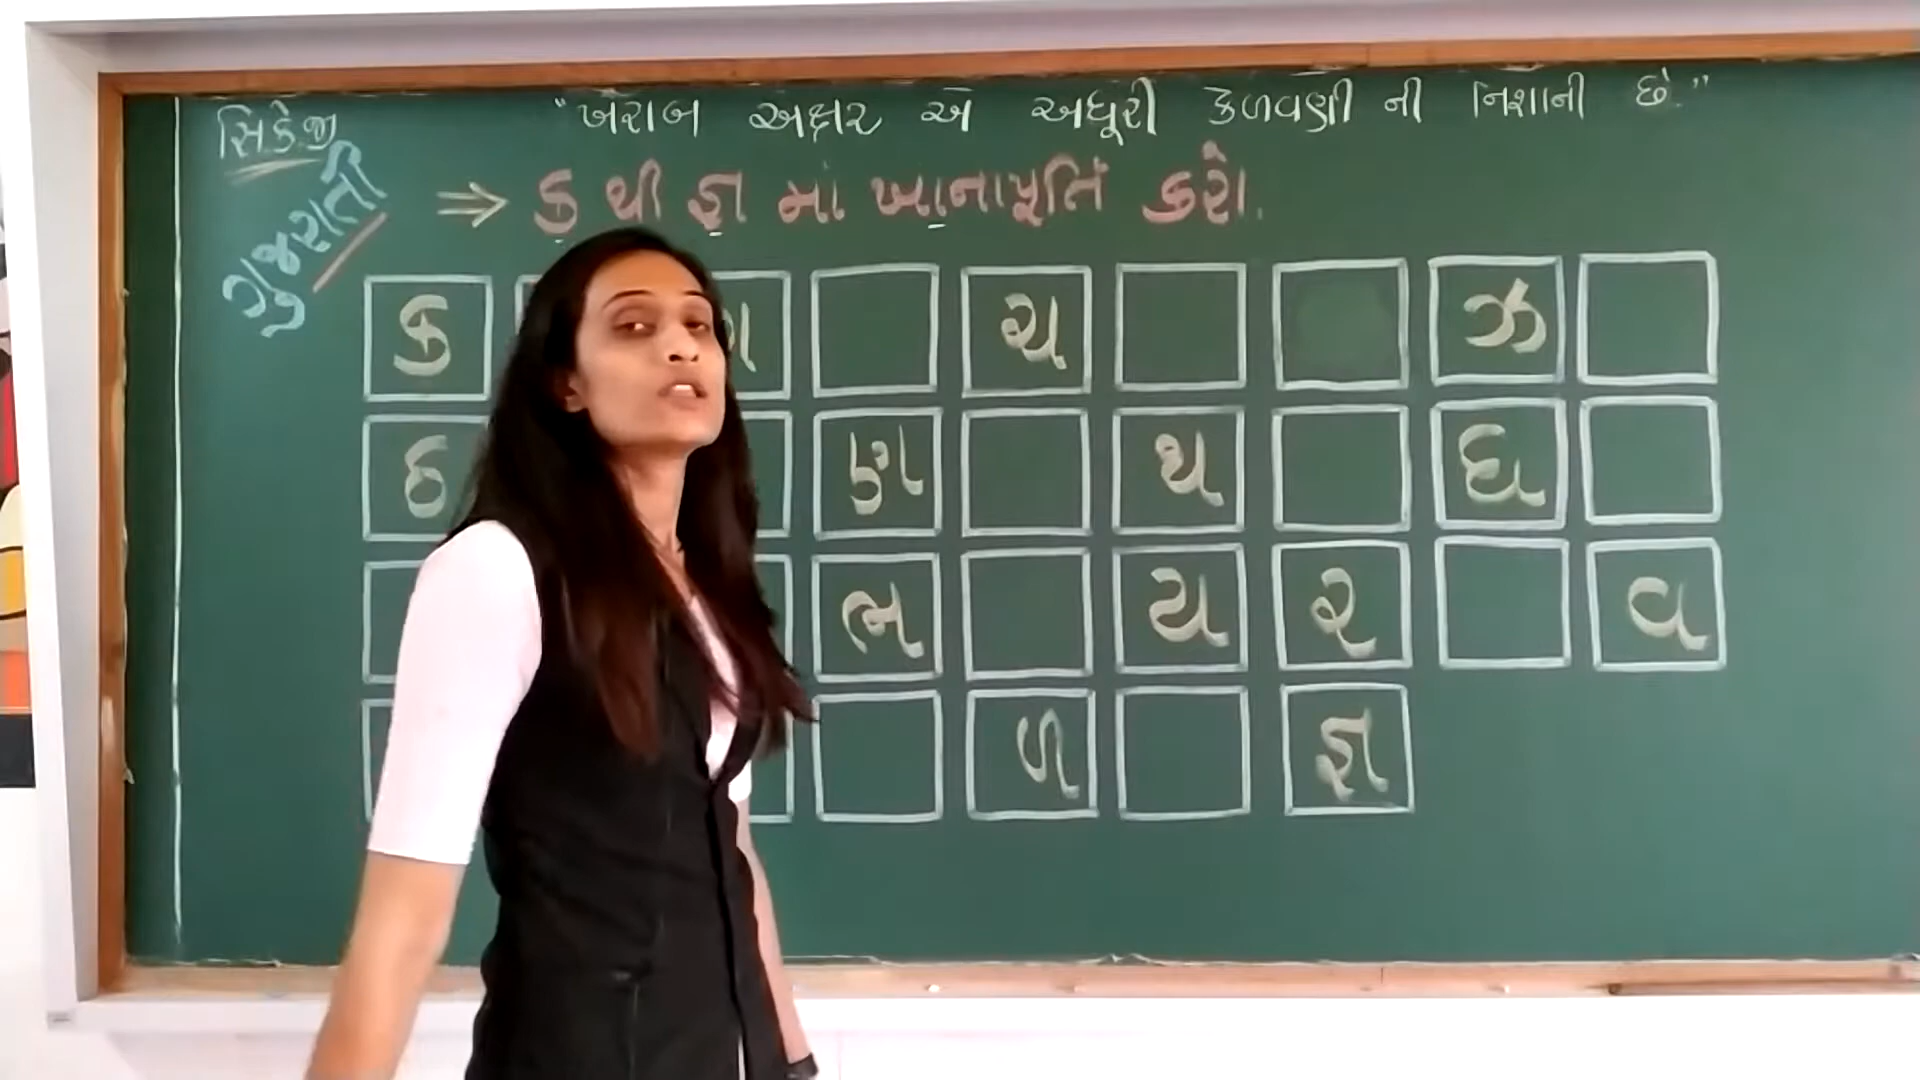 સિ.કે.જી
"ખરાબ અક્ષર એ અધૂરી કેળવણી ની નિશાની છે."
ગુજરાતી
⇒ ક થી જ્ઞ માં ખાનાપૂર્તિ કરો.
ક ગ ચ ઝ
ઠ ણ થ ધ
ભ ય ર વ
ળ જ્ઞ